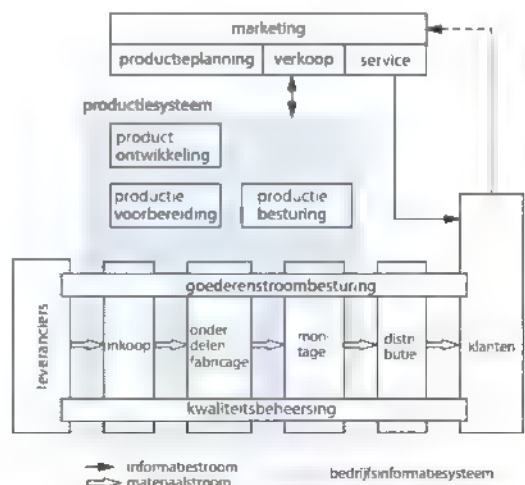 marketing
productieplanning verkoop service
productiesysteem
product
ontwikkeling
productie
voorbereiding
productie
besturing
goederenstroombesturing
leveranciers
inkoop
onder
delen
fabricage
mon-
tage
distri
butie
klanten
kwaliteitsbeheersing
informatiestroom
materiaalstroom
bedrijfsinformatiesysteem